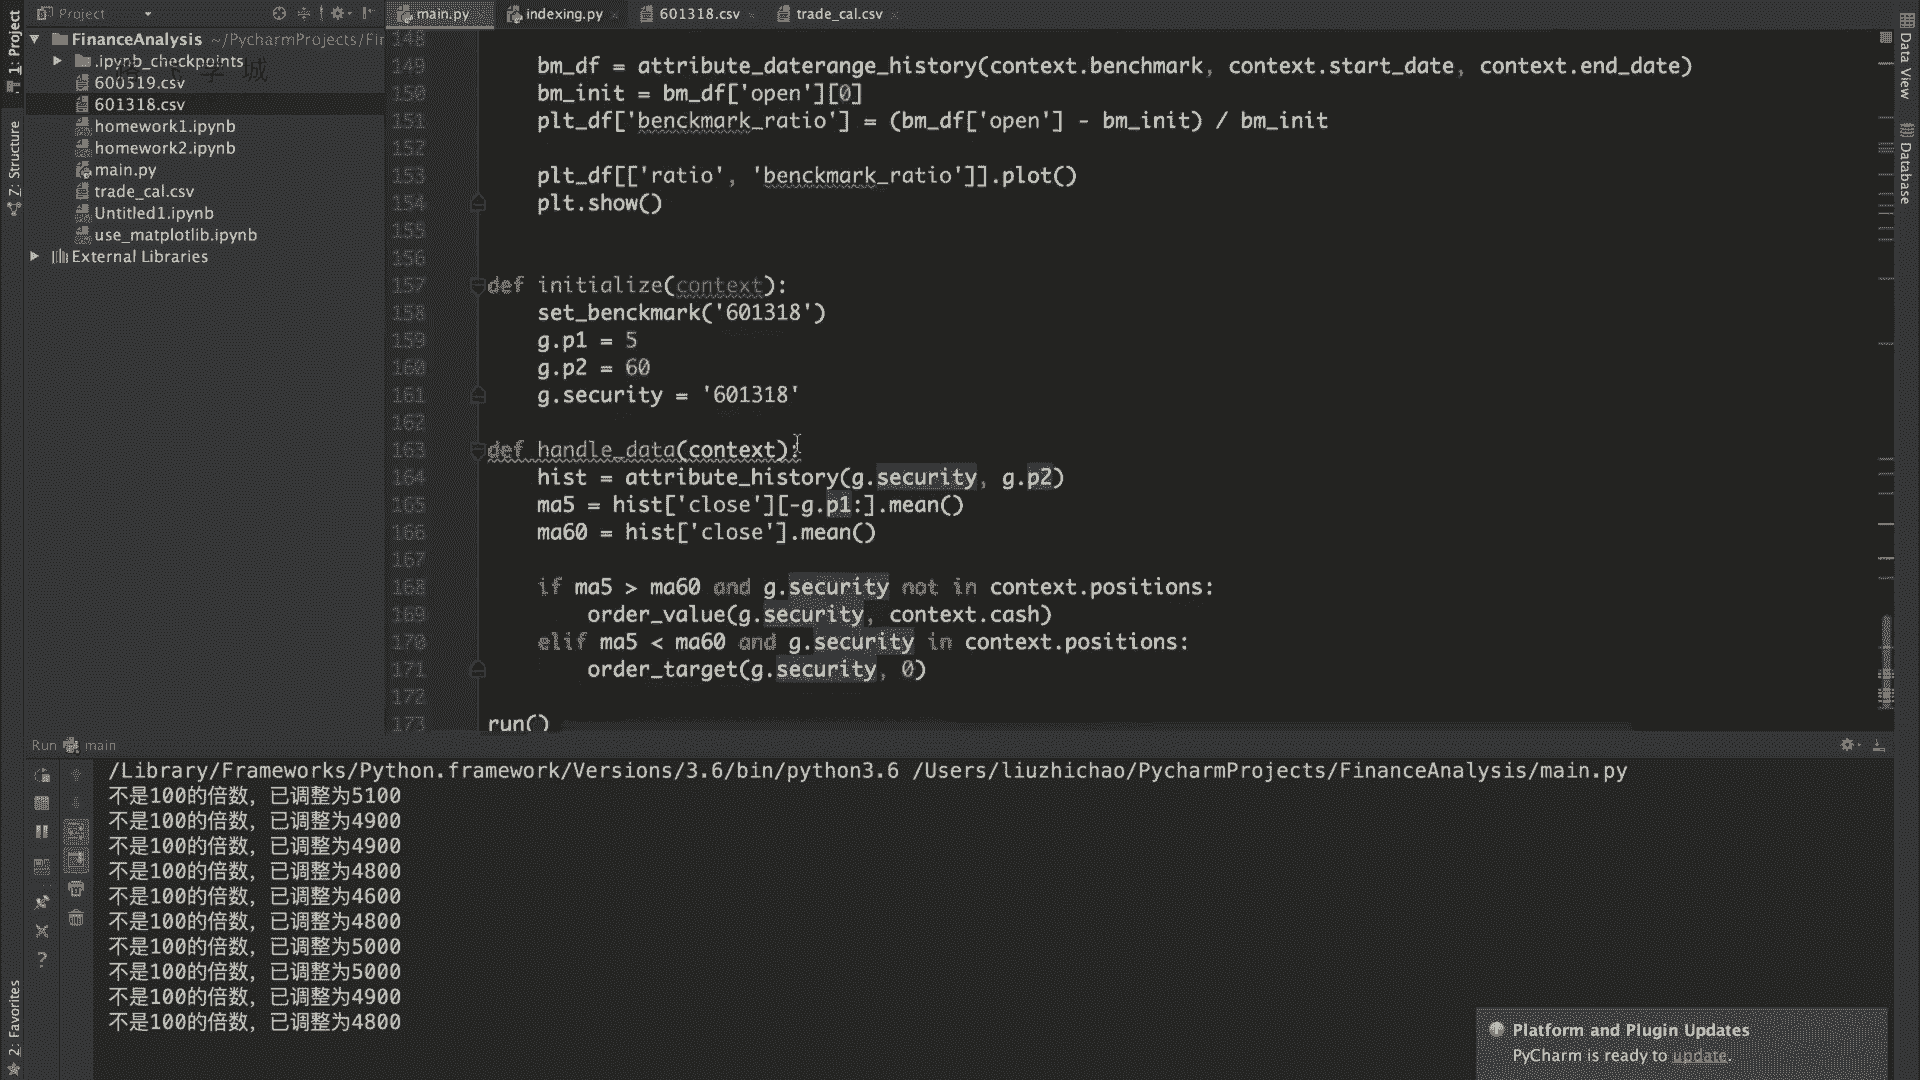 Project
main.py
indexing.py
601318.csv
trade_cal.csv
1: Project
FinanceAnalysis ~/PycharmProjects/Fi
.ipynb_checkpoints
600519.csv
601318.csv
homework1.ipynb
homework2.ipynb
main.py
trade_cal.csv
Untitled1.ipynb
use_matplotlib.ipynb
External Libraries
Z: Structure
2: Favorites
Data View
Database
148
149 bm_df = attribute_daterange_history(context.benchmark, context.start_date, context.end_date)
150 bm_init = bm_df['open'][0]
151 plt_df['benckmark_ratio'] = (bm_df['open'] - bm_init) / bm_init
152
153 plt_df[['ratio', 'benckmark_ratio']].plot()
154 plt.show()
155
156
157 def initialize(context):
158 set_benckmark('601318')
159 g.p1 = 5
160 g.p2 = 60
161 g.security = '601318'
162
163 def handle_data(context):
164 hist = attribute_history(g.security, g.p2)
165 ma5 = hist['close'][-g.p1:].mean()
166 ma60 = hist['close'].mean()
167
168 if ma5 > ma60 and g.security not in context.positions:
169 order_value(g.security, context.cash)
170 elif ma5 < ma60 and g.security in context.positions:
171 order_target(g.security, 0)
172
173 run()
Run main
/Library/Frameworks/Python.framework/Versions/3.6/bin/python3.6 /Users/liuzhichao/PycharmProjects/FinanceAnalysis/main.py
不是100的倍数，已调整为5100
不是100的倍数，已调整为4900
不是100的倍数，已调整为4900
不是100的倍数，已调整为4800
不是100的倍数，已调整为4600
不是100的倍数，已调整为4800
不是100的倍数，已调整为5000
不是100的倍数，已调整为5000
不是100的倍数，已调整为4900
不是100的倍数，已调整为4800
Platform and Plugin Updates
PyCharm is ready to update.